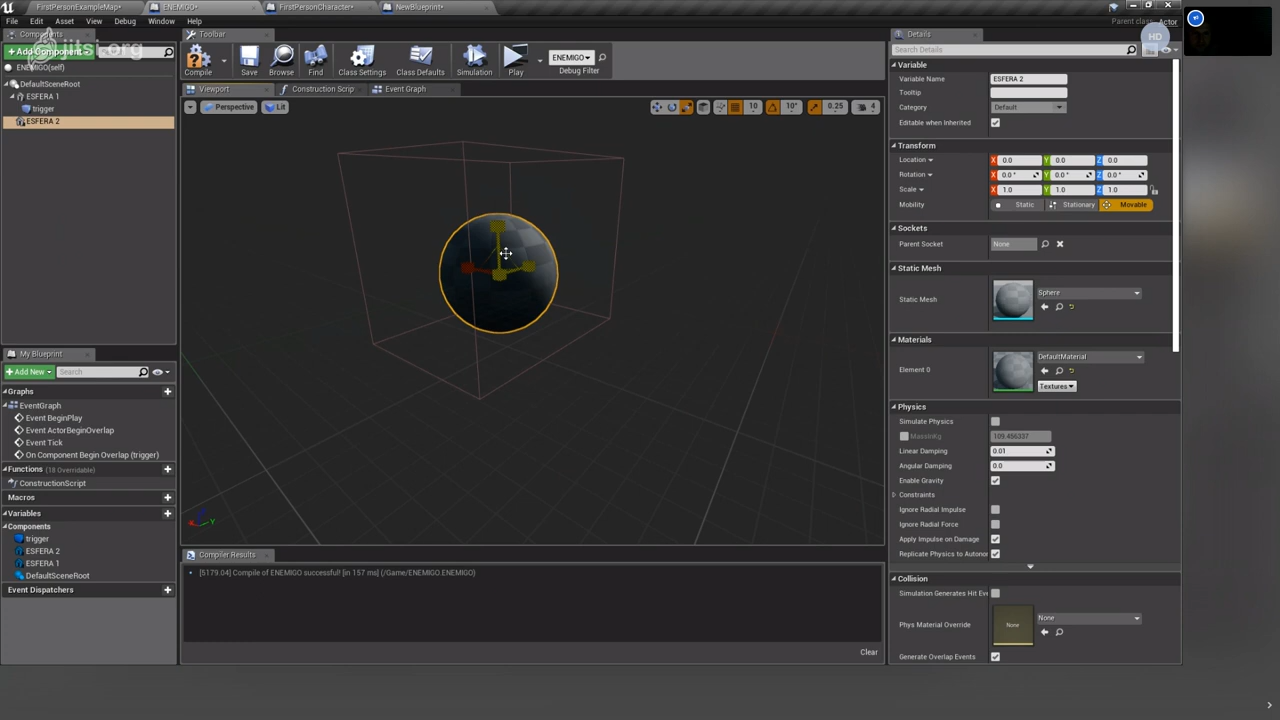 FirstPersonExampleMap*
ENEMIGO*
FirstPersonCharacter*
NewBlueprint*
File
Edit
Asset
View
Debug
Window
Help
Parent class: Actor
HD
Components
jitsi.org
+ Add Component
ENEMIGO(self)
DefaultSceneRoot
ESFERA 1
trigger
ESFERA 2
Toolbar
Compile
Save
Browse
Find
Class Settings
Class Defaults
Simulation
Play
ENEMIGO
Debug Filter
Viewport
Construction Scrip
Event Graph
Perspective
Lit
10
10°
0.25
4
My Blueprint
+ Add New
Search
Graphs
EventGraph
Event BeginPlay
Event ActorBeginOverlap
Event Tick
On Component Begin Overlap (trigger)
Functions (18 Overridable)
ConstructionScript
Macros
Variables
Components
trigger
ESFERA 2
ESFERA 1
DefaultSceneRoot
Event Dispatchers
Z
Y
Compiler Results
[5179.04] Compile of ENEMIGO successful! [in 157 ms] (/Game/ENEMIGO.ENEMIGO)
Clear
Details
Search Details
Variable
Variable Name ESFERA 2
Tooltip
Category Default
Editable when Inherited
Transform
Location X 0.0 Y 0.0 Z 0.0
Rotation X 0.0 ° Y 0.0 ° Z 0.0 °
Scale X 1.0 Y 1.0 Z 1.0
Mobility Static Stationary Movable
Sockets
Parent Socket None
Static Mesh
Static Mesh Sphere
Materials
Element 0 DefaultMaterial
Textures
Physics
Simulate Physics
MassInKg 109.456337
Linear Damping 0.01
Angular Damping 0.0
Enable Gravity
Constraints
Ignore Radial Impulse
Ignore Radial Force
Apply Impulse on Damage
Replicate Physics to Autonor
Collision
Simulation Generates Hit Eve
Phys Material Override None None
Generate Overlap Events